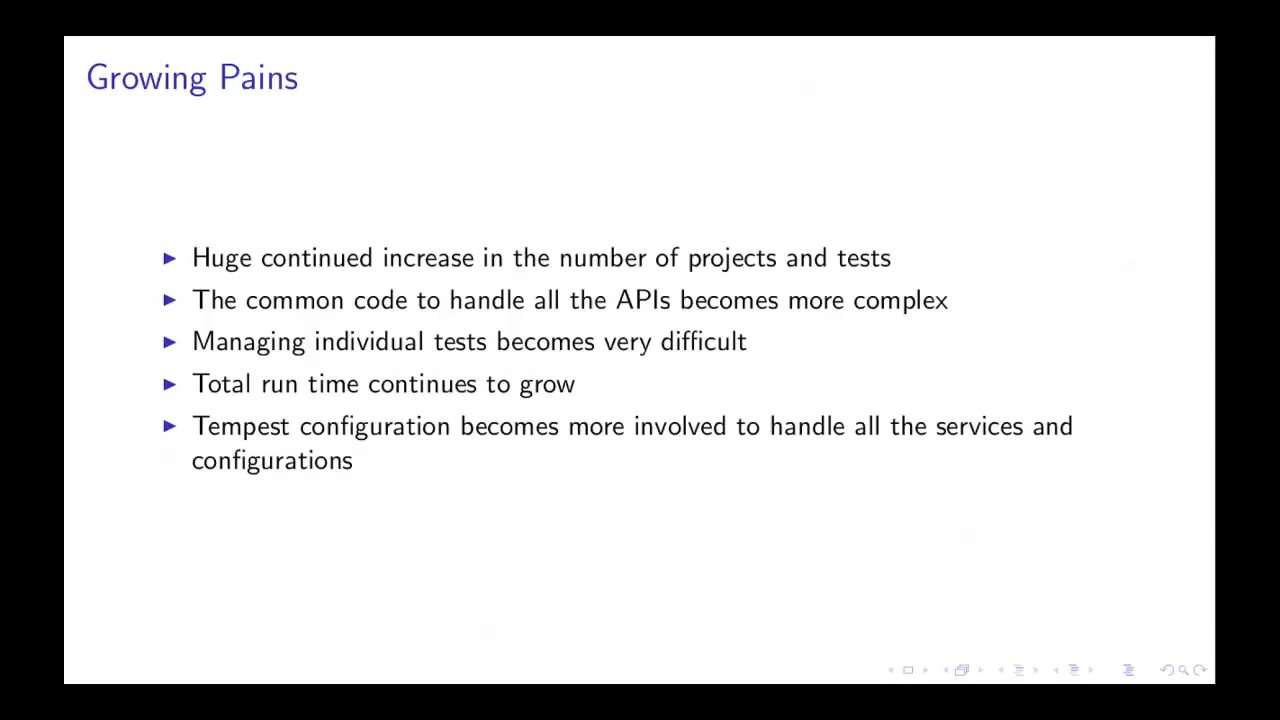 Growing Pains
Huge continued increase in the number of projects and tests
The common code to handle all the APIs becomes more complex
Managing individual tests becomes very difficult
Total run time continues to grow
Tempest configuration becomes more involved to handle all the services and
configurations